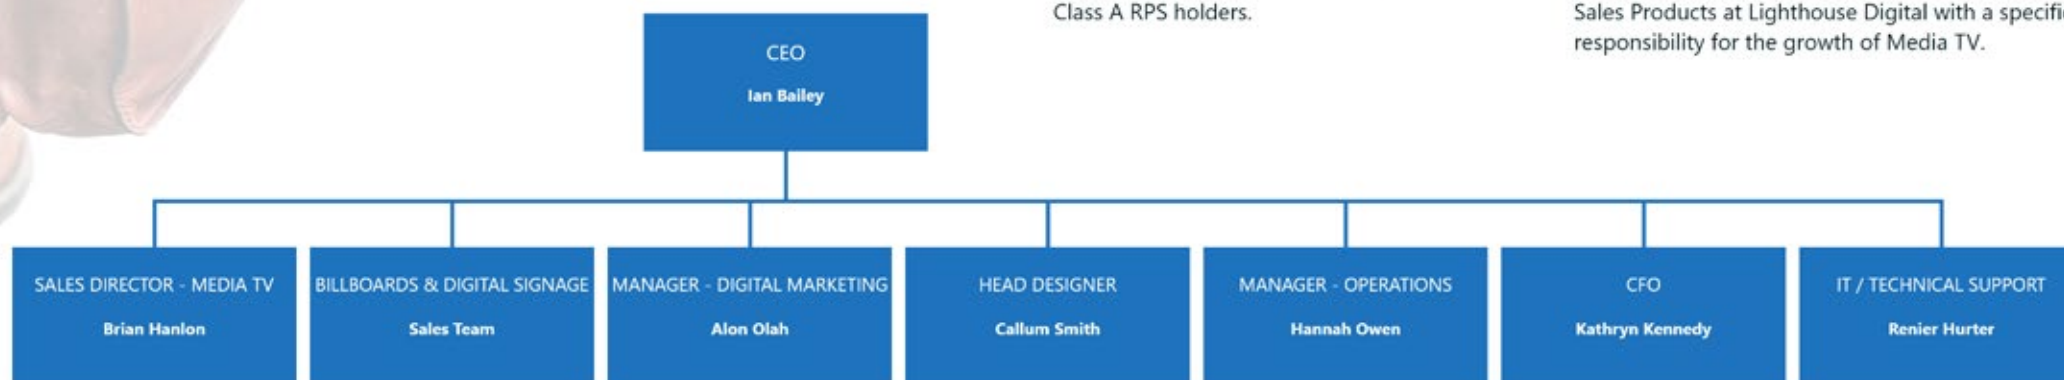 Class A RPS holders.
Sales Products at Lighthouse Digital with a specific
responsibility for the growth of Media TV.
CEO
Ian Bailey
SALES DIRECTOR - MEDIA TV
Brian Hanlon
BILLBOARDS & DIGITAL SIGNAGE
Sales Team
MANAGER - DIGITAL MARKETING
Alon Olah
HEAD DESIGNER
Callum Smith
MANAGER - OPERATIONS
Hannah Owen
CFO
Kathryn Kennedy
IT / TECHNICAL SUPPORT
Renier Hurter